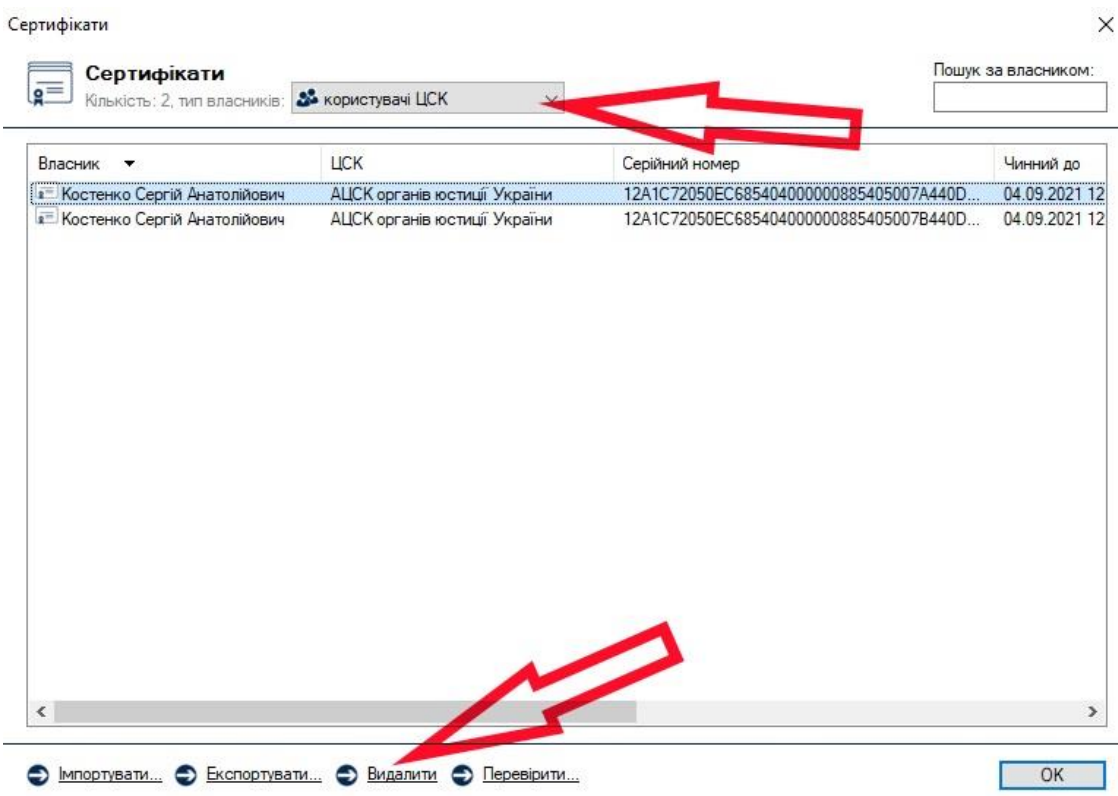 Сертифікати
Сертифікати
Кількість: 2, тип власників: користувачі ЦСК
Пошук за власником:
Власник ЦСК Серійний номер Чинний до
Костенко Сергій Анатолійович АЦСК органів юстиції України 12A1C72050EC685404000000885405007A440D... 04.09.2021 12
Костенко Сергій Анатолійович АЦСК органів юстиції України 12A1C72050EC685404000000885405007B440D... 04.09.2021 12
Імпортувати... Експортувати... Видалити Перевірити... OK